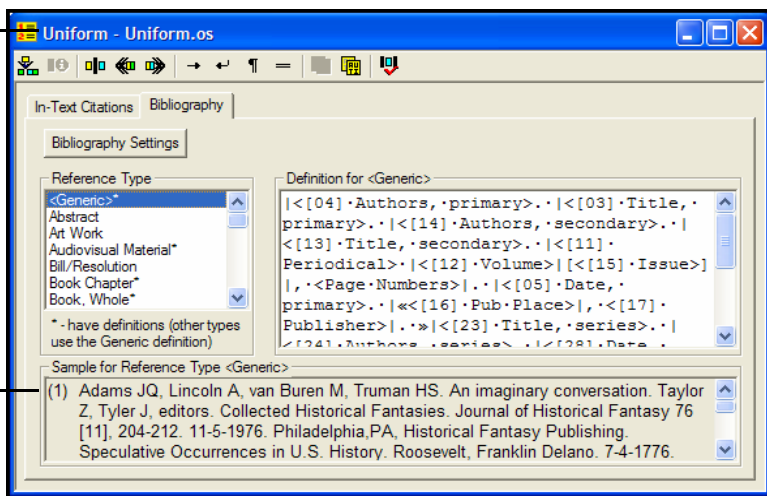 Uniform - Uniform.os
In-Text Citations Bibliography
Bibliography Settings
Reference Type
<Generic>*
Abstract
Art Work
Audiovisual Material*
Bill/Resolution
Book Chapter*
Book, Whole*
* - have definitions (other types
use the Generic definition)
Definition for <Generic>
|<[04]·Authors,·primary>.·|<[03]·Title,·
primary>.·|<[14]·Authors,·secondary>.·|
<[13]·Title,·secondary>.·|<[11]·
Periodical>·|<[12]·Volume>|[<[15]·Issue>]
|,·<Page·Numbers>|.·|<[05]·Date,·
primary>.·|«<[16]·Pub·Place>|,·<[17]·
Publisher>|.·»|<[23]·Title,·series>.·|
<[24]·Authors,·series>.·|<[28]·Date,·
Sample for Reference Type <Generic>
(1) Adams JQ, Lincoln A, van Buren M, Truman HS. An imaginary conversation. Taylor
Z, Tyler J, editors. Collected Historical Fantasies. Journal of Historical Fantasy 76
[11], 204-212. 11-5-1976. Philadelphia,PA, Historical Fantasy Publishing.
Speculative Occurrences in U.S. History. Roosevelt, Franklin Delano. 7-4-1776.